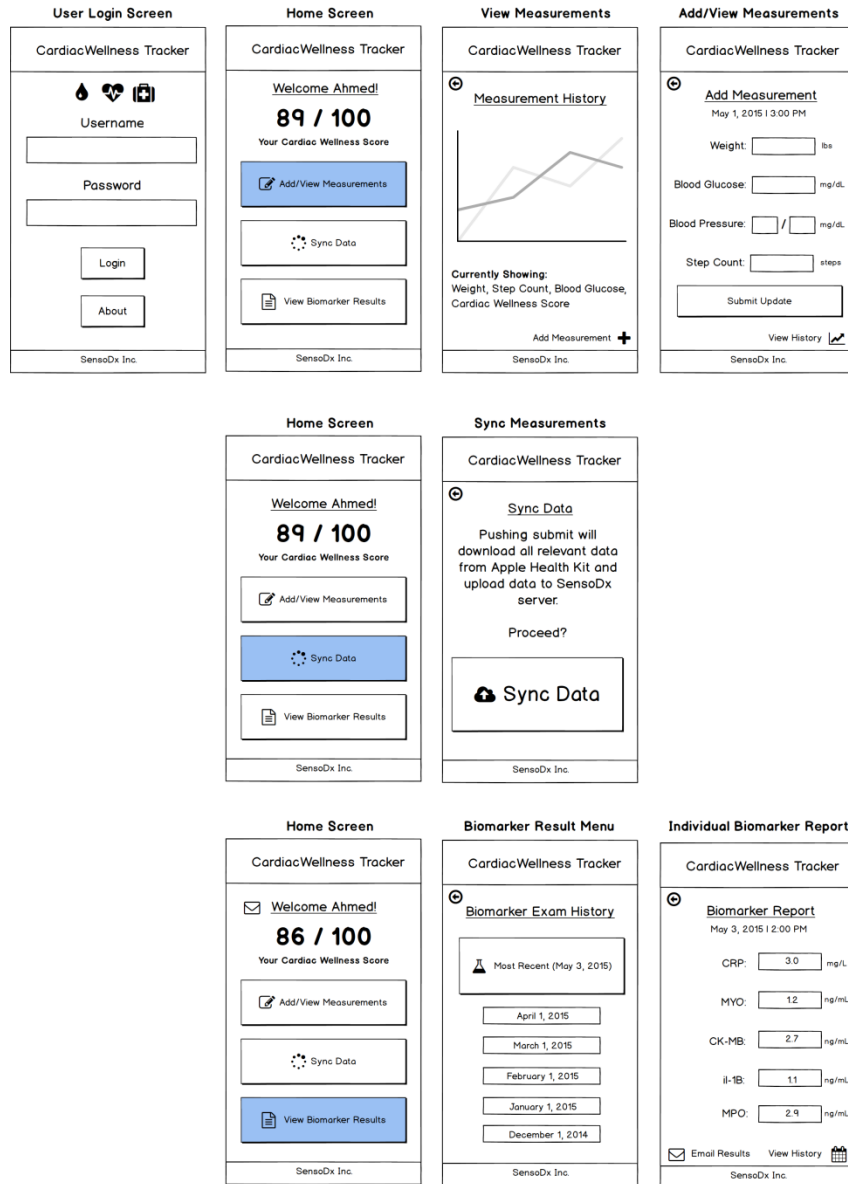 User Login Screen
CardiacWellness Tracker
Username
Password
Login
About
SensoDx Inc.
Home Screen
CardiacWellness Tracker
Welcome Ahmed!
89 / 100
Your Cardiac Wellness Score
Add/View Measurements
Sync Data
View Biomarker Results
SensoDx Inc.
View Measurements
CardiacWellness Tracker
Measurement History
Currently Showing:
Weight, Step Count, Blood Glucose,
Cardiac Wellness Score
Add Measurement
SensoDx Inc.
Add/View Measurements
CardiacWellness Tracker
Add Measurement
May 1, 2015 | 3:00 PM
Weight: lbs
Blood Glucose: mg/dL
Blood Pressure: / mg/dL
Step Count: steps
Submit Update
View History
SensoDx Inc.
Home Screen
CardiacWellness Tracker
Welcome Ahmed!
89 / 100
Your Cardiac Wellness Score
Add/View Measurements
Sync Data
View Biomarker Results
SensoDx Inc.
Sync Measurements
CardiacWellness Tracker
Sync Data
Pushing submit will
download all relevant data
from Apple Health Kit and
upload data to SensoDx
server.
Proceed?
Sync Data
SensoDx Inc.
Home Screen
CardiacWellness Tracker
Welcome Ahmed!
86 / 100
Your Cardiac Wellness Score
Add/View Measurements
Sync Data
View Biomarker Results
SensoDx Inc.
Biomarker Result Menu
CardiacWellness Tracker
Biomarker Exam History
Most Recent (May 3, 2015)
April 1, 2015
March 1, 2015
February 1, 2015
January 1, 2015
December 1, 2014
SensoDx Inc.
Individual Biomarker Report
CardiacWellness Tracker
Biomarker Report
May 3, 2015 | 2:00 PM
CRP: 3.0 mg/L
MYO: 1.2 ng/mL
CK-MB: 2.7 ng/mL
il-1B: 1.1 ng/mL
MPO: 2.9 ng/mL
Email Results View History
SensoDx Inc.